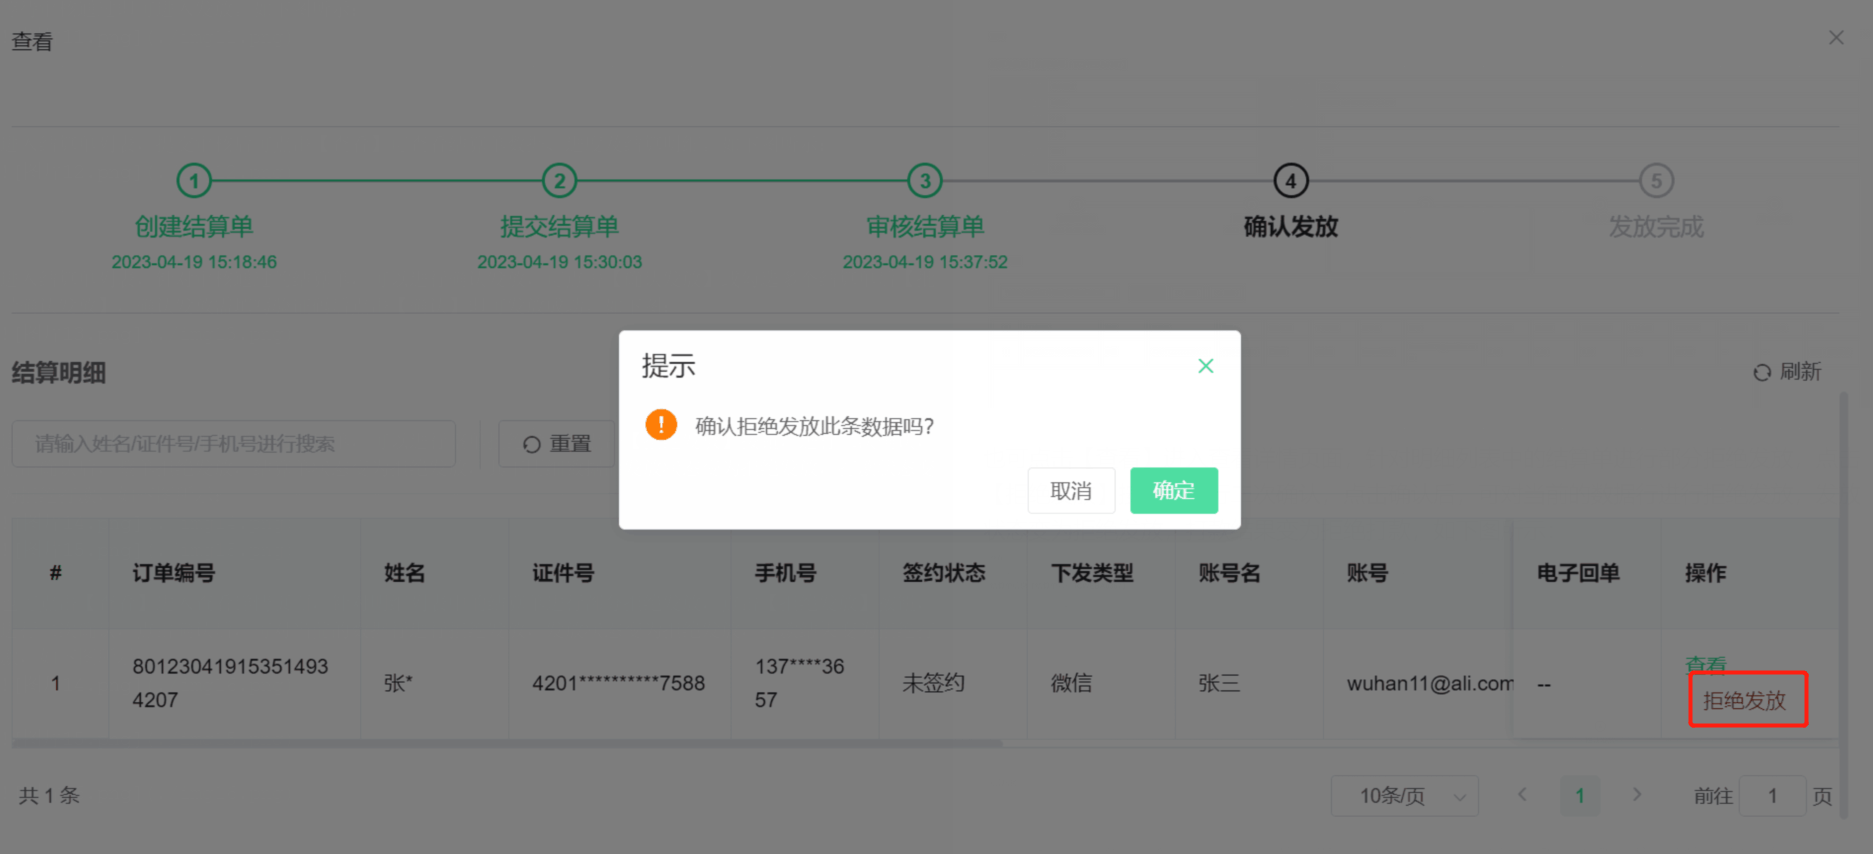 查看
1
2
3
4
5
创建结算单
提交结算单
审核结算单
确认发放
发放完成
2023-04-19 15:18:46
2023-04-19 15:30:03
2023-04-19 15:37:52
提示
确认拒绝发放此条数据吗?
取消
确定
结算明细
刷新
请输入姓名/证件号/手机号进行搜索
重置
#
订单编号
姓名
证件号
手机号
签约状态
下发类型
账号名
账号
电子回单
操作
1
80123041915351493
4207
张*
4201**********7588
137****36
57
未签约
微信
张三
wuhan11@ali.com
--
查看
拒绝发放
共 1 条
10条/页
1
前往
1
页